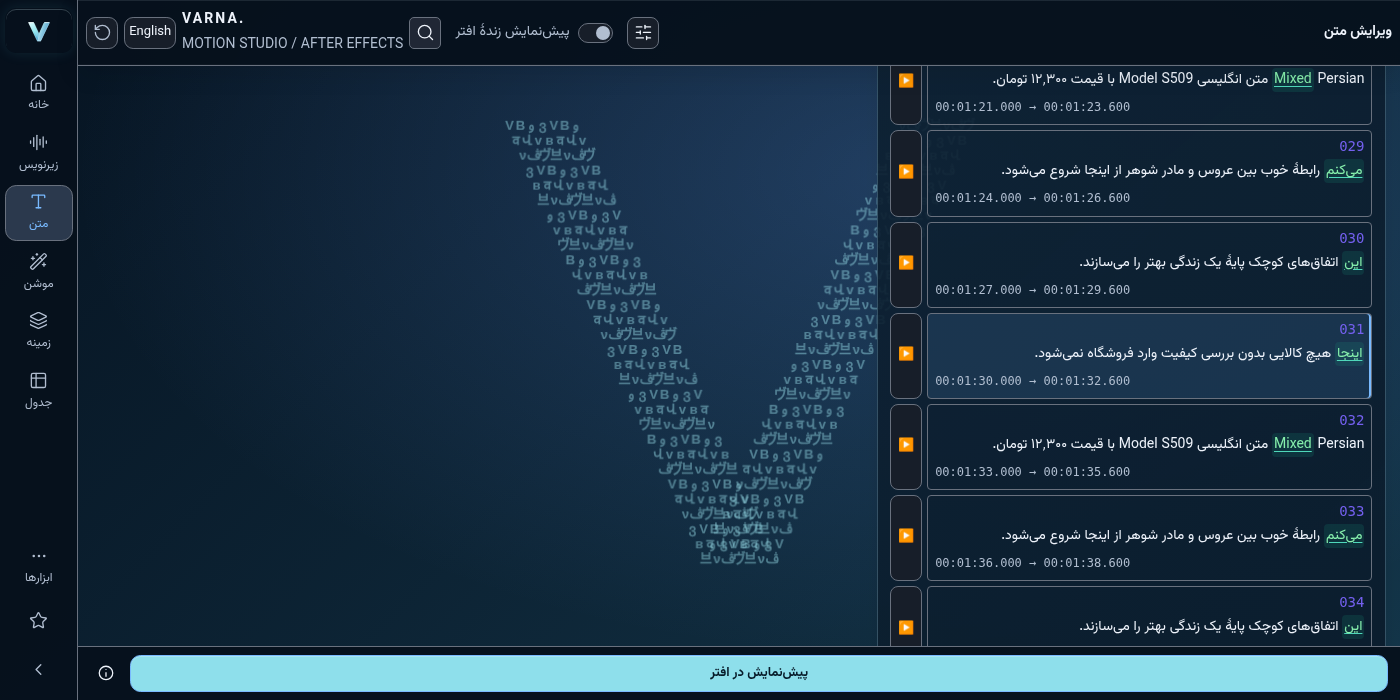 English
VARNA.
MOTION STUDIO / AFTER EFFECTS
پیش‌نمایش زندهٔ افتر
ویرایش متن
خانه
زیرنویس
متن
موشن
زمینه
جدول
ابزارها
Persian Mixed متن انگلیسی Model S509 با قیمت ۱۲,۳۰۰ تومان.
00:01:21.000 → 00:01:23.600
029
می‌کنم رابطهٔ خوب بین عروس و مادر شوهر از اینجا شروع می‌شود.
00:01:24.000 → 00:01:26.600
030
این اتفاق‌های کوچک پایهٔ یک زندگی بهتر را می‌سازند.
00:01:27.000 → 00:01:29.600
031
اینجا هیچ کالایی بدون بررسی کیفیت وارد فروشگاه نمی‌شود.
00:01:30.000 → 00:01:32.600
032
Persian Mixed متن انگلیسی Model S509 با قیمت ۱۲,۳۰۰ تومان.
00:01:33.000 → 00:01:35.600
033
می‌کنم رابطهٔ خوب بین عروس و مادر شوهر از اینجا شروع می‌شود.
00:01:36.000 → 00:01:38.600
034
این اتفاق‌های کوچک پایهٔ یک زندگی بهتر را می‌سازند.
پیش‌نمایش در افتر